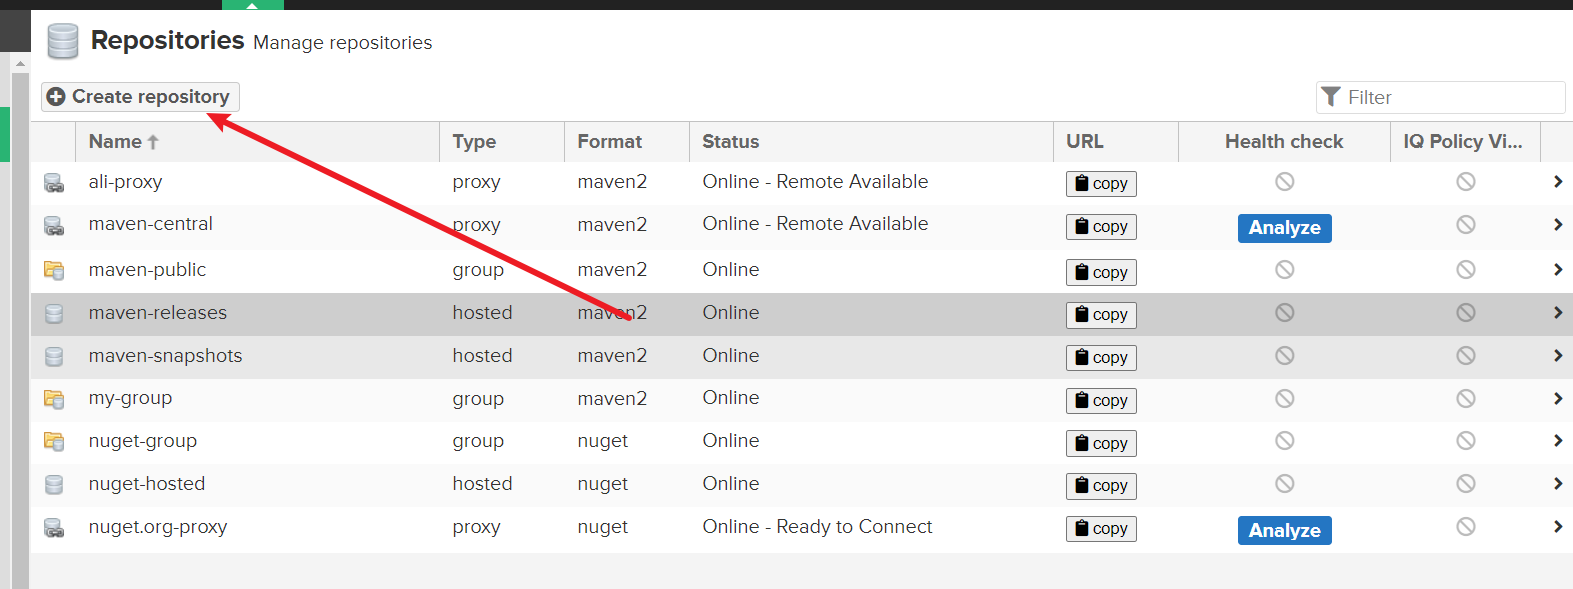 Repositories Manage repositories
Create repository
Filter
Name Type Format Status URL Health check IQ Policy Vi...
ali-proxy proxy maven2 Online - Remote Available copy
maven-central proxy maven2 Online - Remote Available copy Analyze
maven-public group maven2 Online copy
maven-releases hosted maven2 Online copy
maven-snapshots hosted maven2 Online copy
my-group group maven2 Online copy
nuget-group group nuget Online copy
nuget-hosted hosted nuget Online copy
nuget.org-proxy proxy nuget Online - Ready to Connect copy Analyze